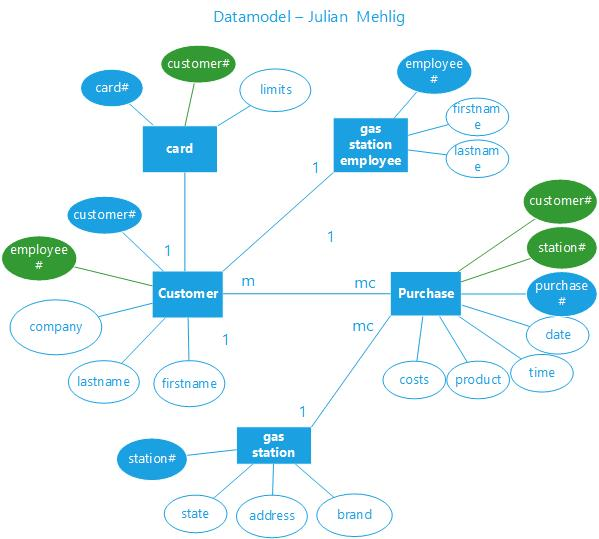 Datamodel – Julian Mehlig
customer#
card#
limits
card
employee
#
firstnam
e
lastnam
e
gas
station
employee
1
customer#
employee
#
1
1
customer#
station#
purchase
#
Customer
m
mc
Purchase
company
1
mc
date
lastname
firstname
costs
product
time
1
gas
station
station#
state
address
brand